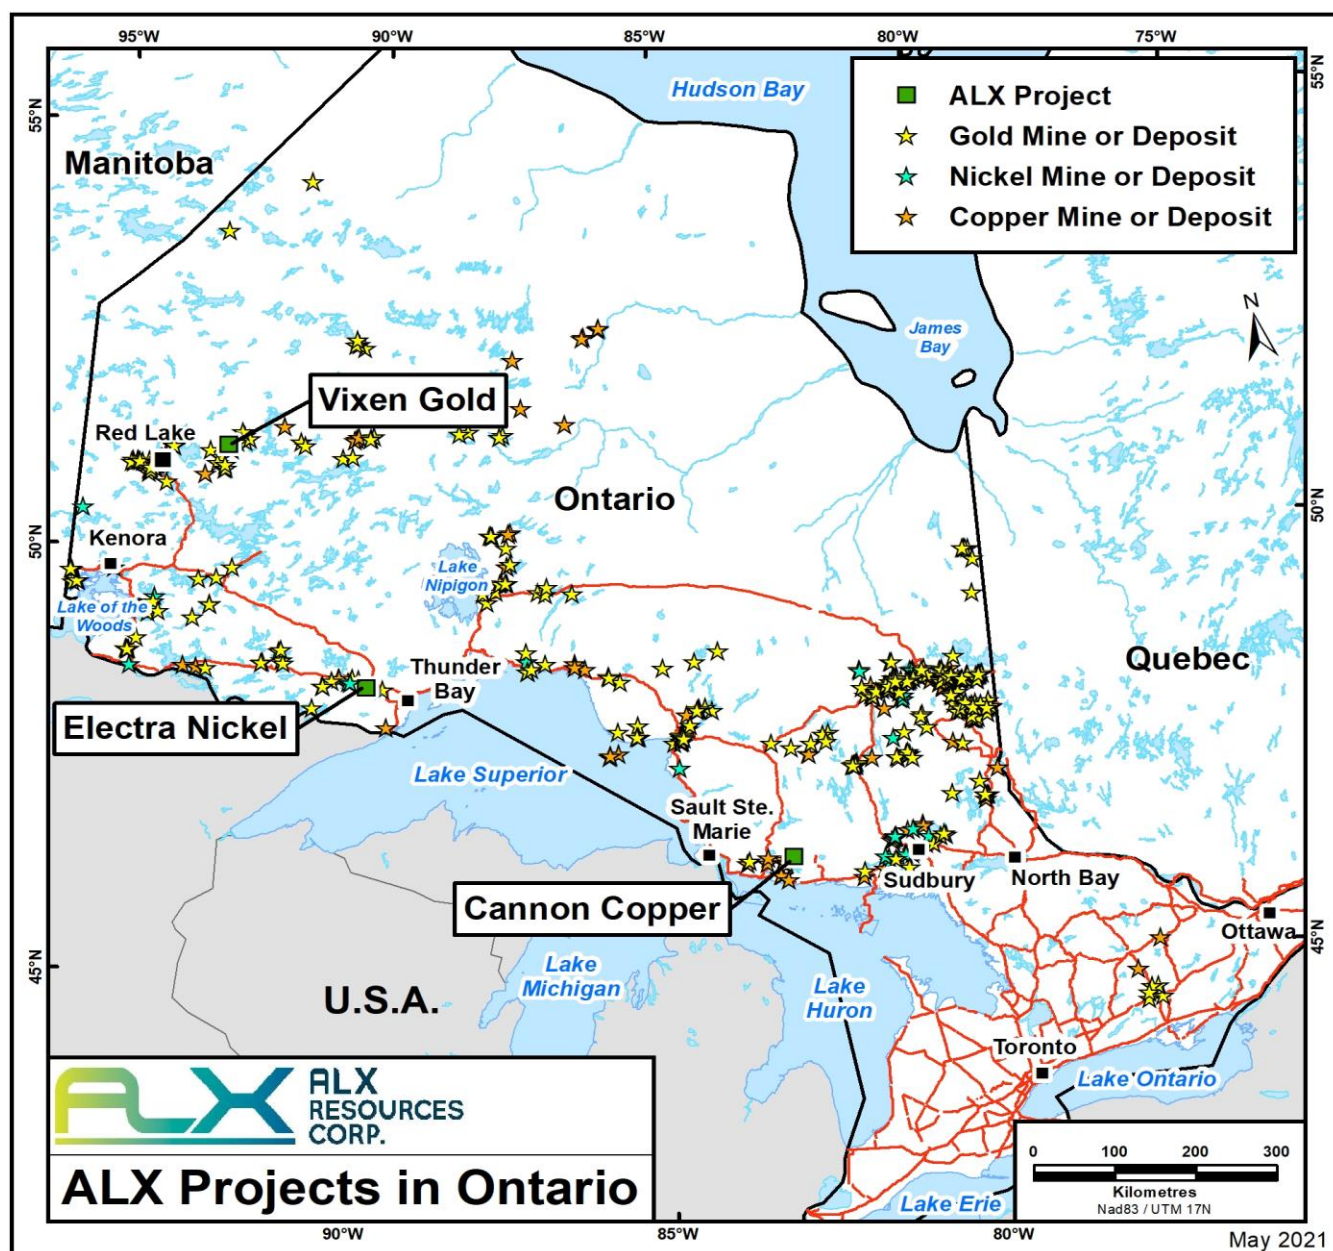 95°W
90°W
85°W
80°W
75°W
55°N
55°N
Hudson Bay
ALX Project
Gold Mine or Deposit
Nickel Mine or Deposit
Copper Mine or Deposit
Manitoba
N
James
Bay
Vixen Gold
Red Lake
Ontario
50°N
50°N
Kenora
Lake
Nipigon
Lake of the
Woods
Thunder
Bay
Quebec
Electra Nickel
Lake Superior
Sault Ste.
Marie
Sudbury
North Bay
Cannon Copper
Ottawa
45°N
45°N
Lake
Michigan
Lake
Huron
U.S.A.
Toronto
Lake Ontario
ALX
ALX
RESOURCES
CORP.
ALX Projects in Ontario
0 100 200 300
Kilometres
Nad83 / UTM 17N
Lake Erie
90°W
85°W
80°W
May 2021